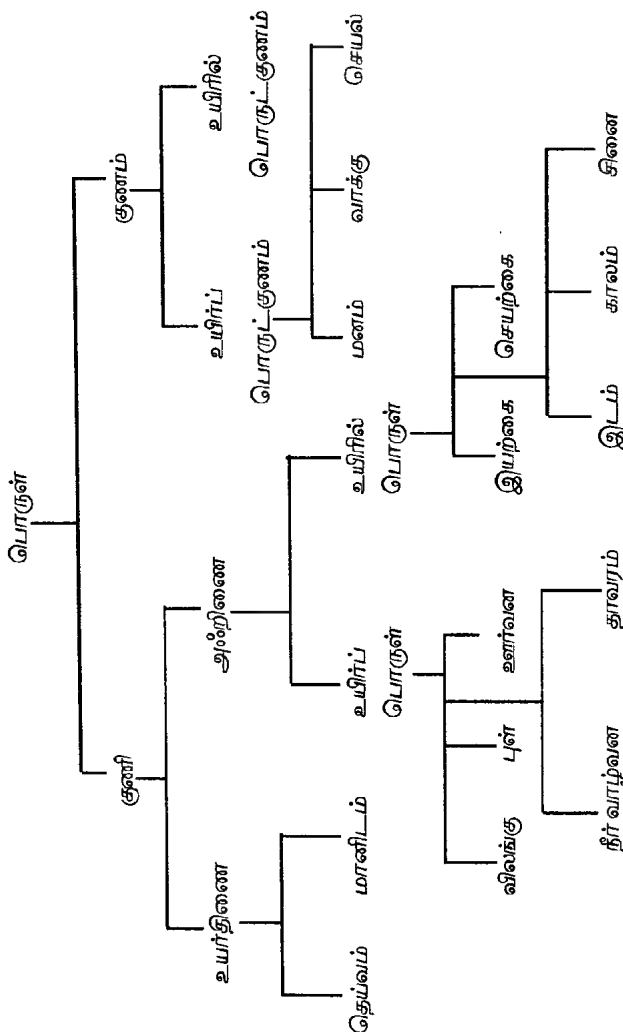 பொருள்
குணி
குணம்
உயர்திணை
அஃறிணை
உயிர்ப்
உயிரில்
பொருட்குணம்
பொருட்குணம்
தெய்வம்
மானிடம்
உயிர்ப்
உயிரில்
மனம்
வாக்கு
செயல்
பொருள்
பொருள்
விலங்கு
புள்
ஊர்வன
இயற்கை
செயற்கை
நீர் வாழ்வன
தாவரம்
இடம்
காலம்
சினை